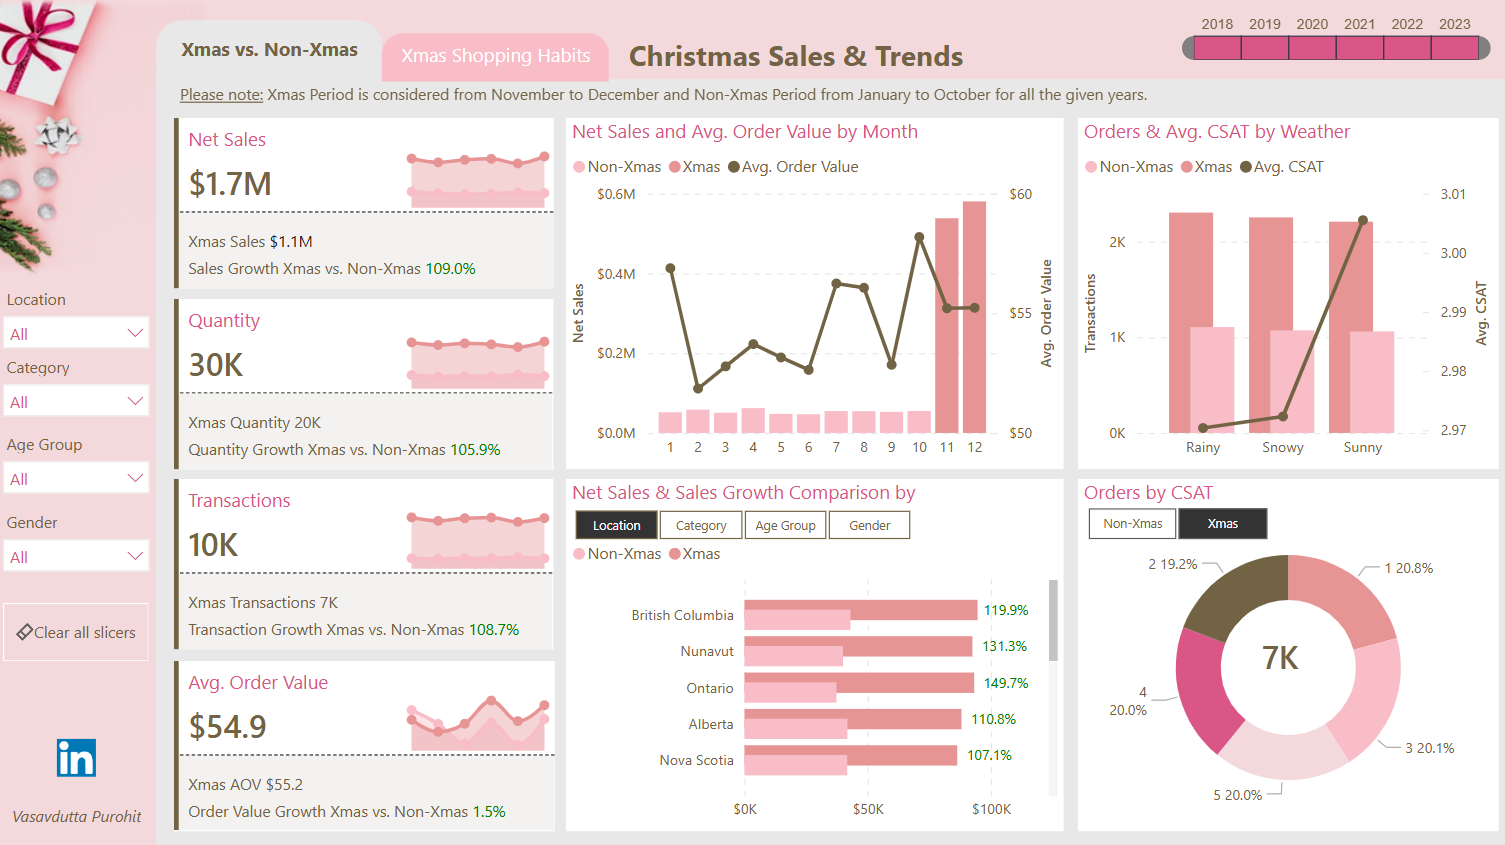 Xmas vs. Non-Xmas
Xmas Shopping Habits
Christmas Sales & Trends
2018 2019 2020 2021 2022 2023
Please note: Xmas Period is considered from November to December and Non-Xmas Period from January to October for all the given years.
Location
All
Category
All
Age Group
All
Gender
All
Clear all slicers
in
Vasavdutta Purohit
Net Sales
$1.7M
Xmas Sales $1.1M
Sales Growth Xmas vs. Non-Xmas 109.0%
Quantity
30K
Xmas Quantity 20K
Quantity Growth Xmas vs. Non-Xmas 105.9%
Transactions
10K
Xmas Transactions 7K
Transaction Growth Xmas vs. Non-Xmas 108.7%
Avg. Order Value
$54.9
Xmas AOV $55.2
Order Value Growth Xmas vs. Non-Xmas 1.5%
Net Sales and Avg. Order Value by Month
Non-Xmas Xmas Avg. Order Value
$0.6M
$0.4M
$0.2M
$0.0M
Net Sales
$60
$55
$50
Avg. Order Value
1 2 3 4 5 6 7 8 9 10 11 12
Orders & Avg. CSAT by Weather
Non-Xmas Xmas Avg. CSAT
2K
1K
0K
Transactions
3.01
3.00
2.99
2.98
2.97
Avg. CSAT
Rainy Snowy Sunny
Net Sales & Sales Growth Comparison by
Location Category Age Group Gender
Non-Xmas Xmas
British Columbia 119.9%
Nunavut 131.3%
Ontario 149.7%
Alberta 110.8%
Nova Scotia 107.1%
$0K $50K $100K
Orders by CSAT
Non-Xmas Xmas
2 19.2%
1 20.8%
7K
4
20.0%
3 20.1%
5 20.0%